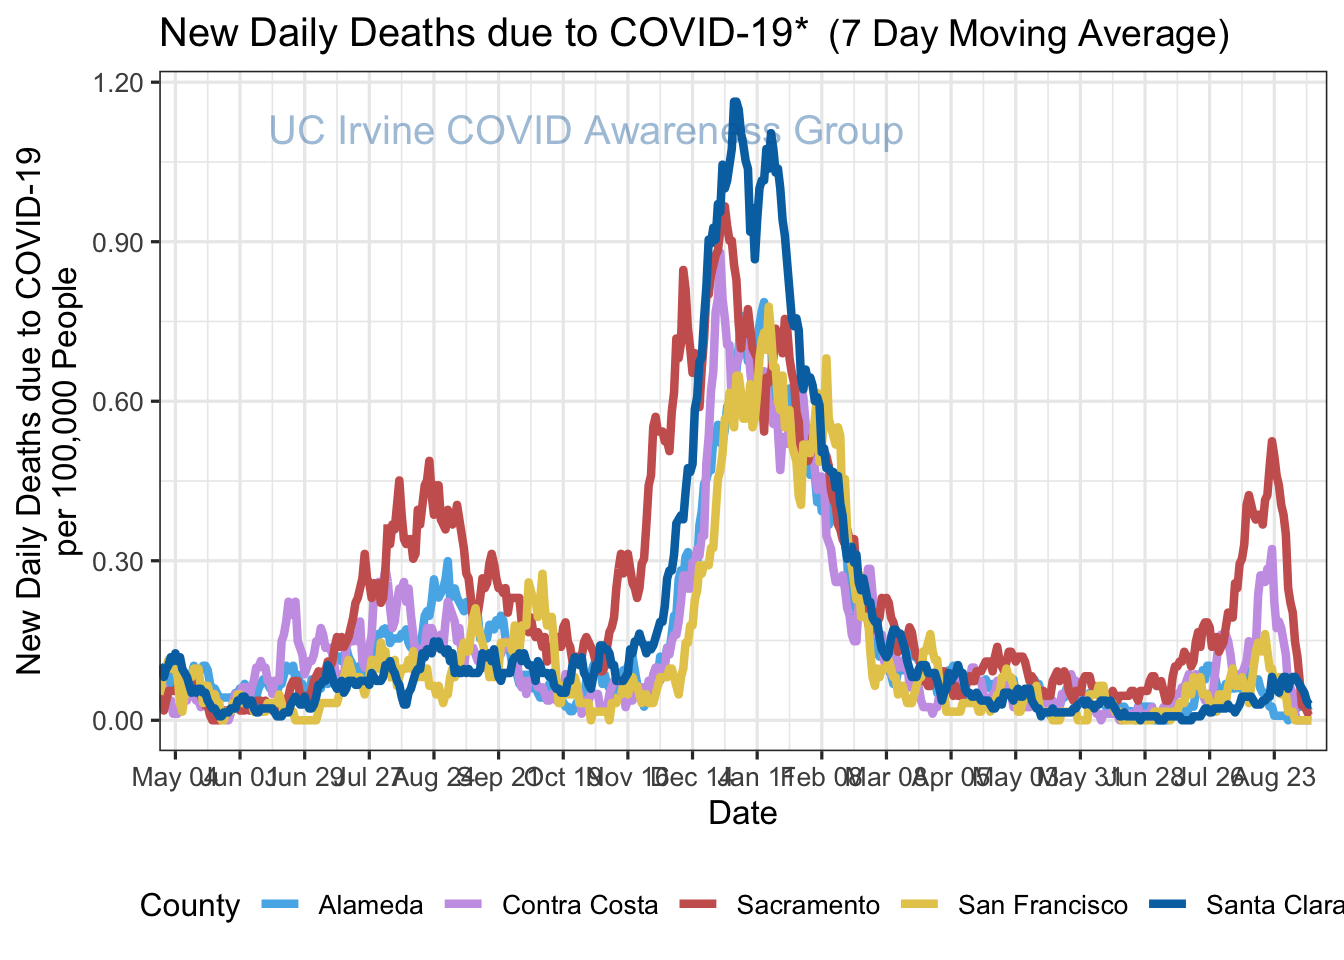 New Daily Deaths due to COVID-19* (7 Day Moving Average)
UC Irvine COVID Awareness Group
New Daily Deaths due to COVID-19
per 100,000 People
1.20
0.90
0.60
0.30
0.00
May 04 Jun 01 Jun 29 Jul 27 Aug 24 Sep 21 Oct 19 Nov 16 Dec 14 Jan 11 Feb 08 Mar 08 Apr 05 May 03 May 31 Jun 28 Jul 26 Aug 23
Date
County Alameda Contra Costa Sacramento San Francisco Santa Clara